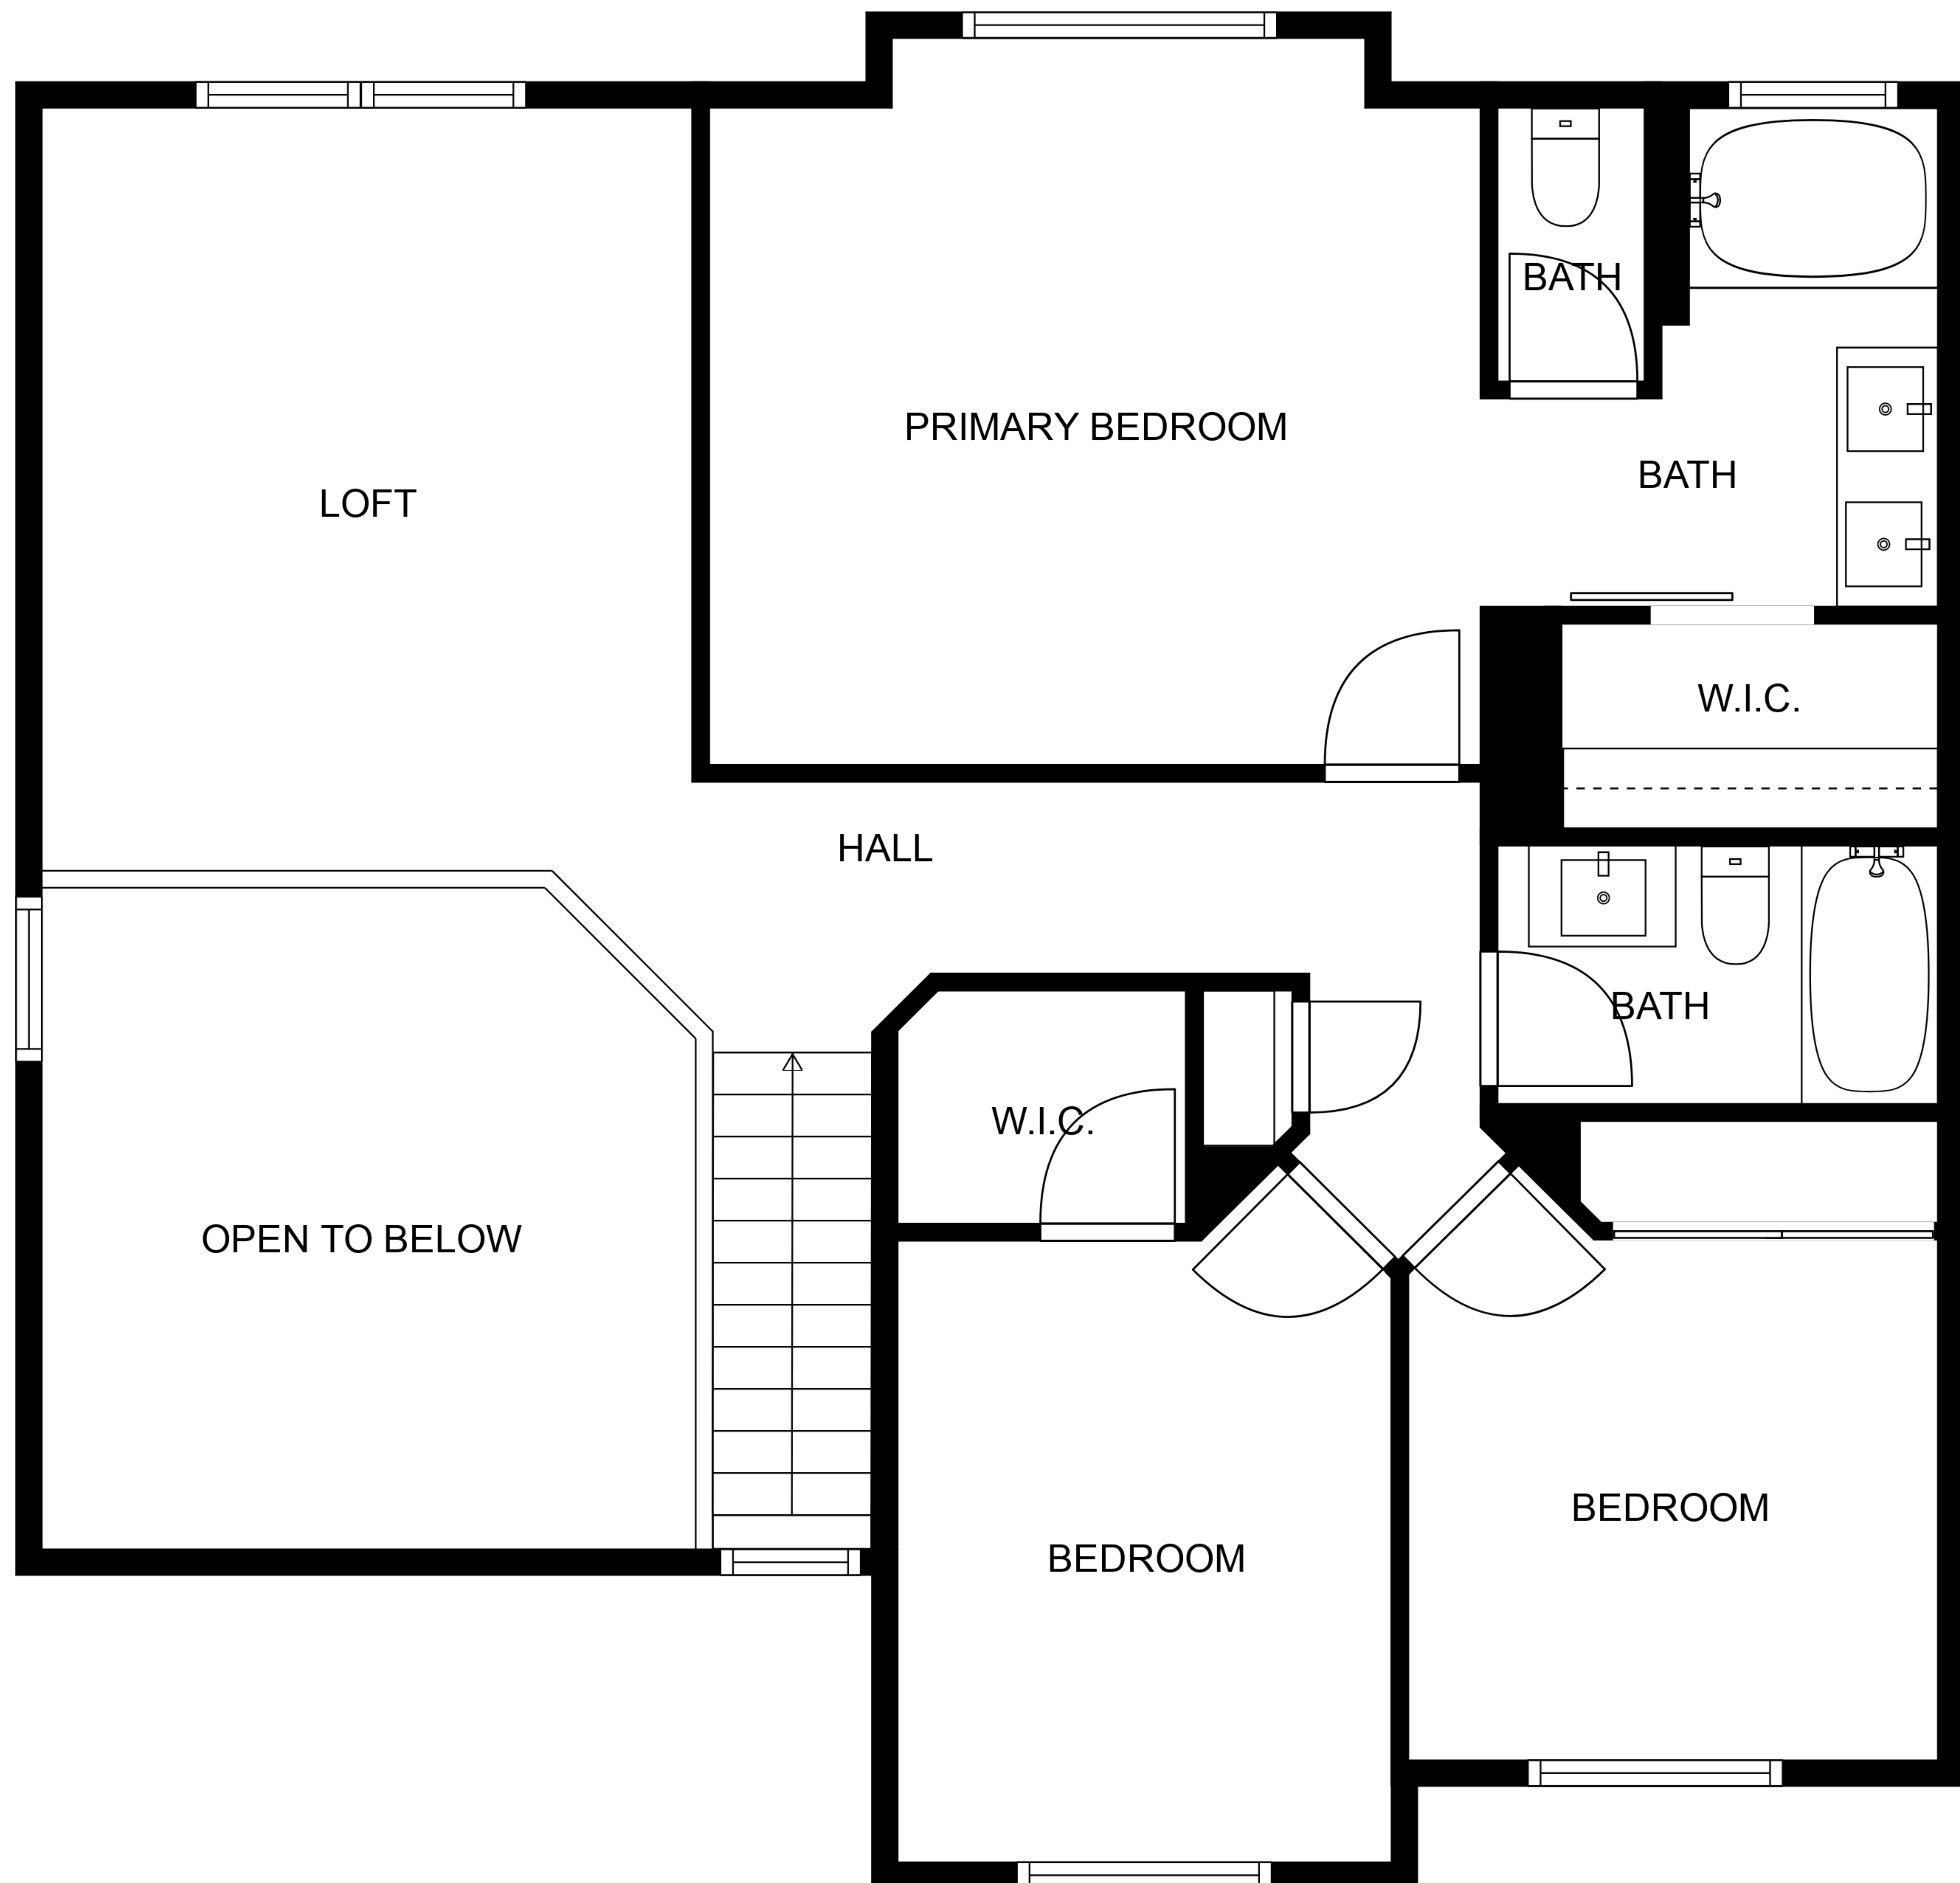 BATH
PRIMARY BEDROOM
BATH
LOFT
W.I.C.
HALL
BATH
W.I.C.
OPEN TO BELOW
BEDROOM
BEDROOM